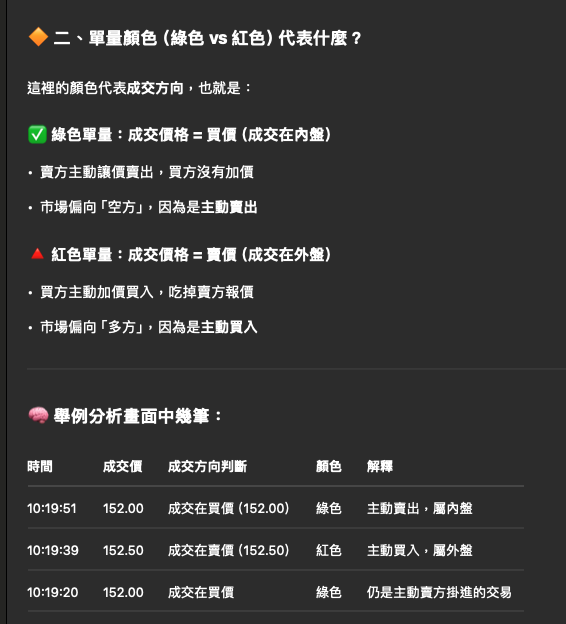 🔶 二、單量顏色（綠色 vs 紅色）代表什麼？
這裡的顏色代表成交方向，也就是：
✅ 綠色單量：成交價格 = 買價（成交在內盤）
• 賣方主動讓價賣出，買方沒有加價
• 市場偏向「空方」，因為是主動賣出
🔺 紅色單量：成交價格 = 賣價（成交在外盤）
• 買方主動加價買入，吃掉賣方報價
• 市場偏向「多方」，因為是主動買入
🧠 舉例分析畫面中幾筆：
時間 成交價 成交方向判斷 顏色 解釋
10:19:51 152.00 成交在買價 (152.00) 綠色 主動賣出，屬內盤
10:19:39 152.50 成交在賣價 (152.50) 紅色 主動買入，屬外盤
10:19:20 152.00 成交在買價 綠色 仍是主動賣方掛進的交易